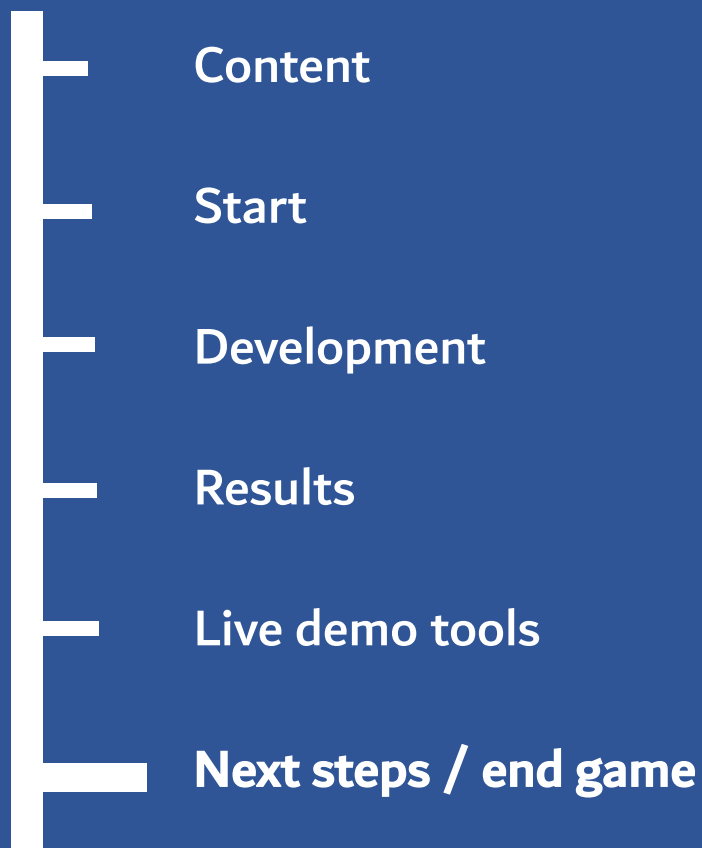 Content
Start
Development
Results
Live demo tools
Next steps / end game